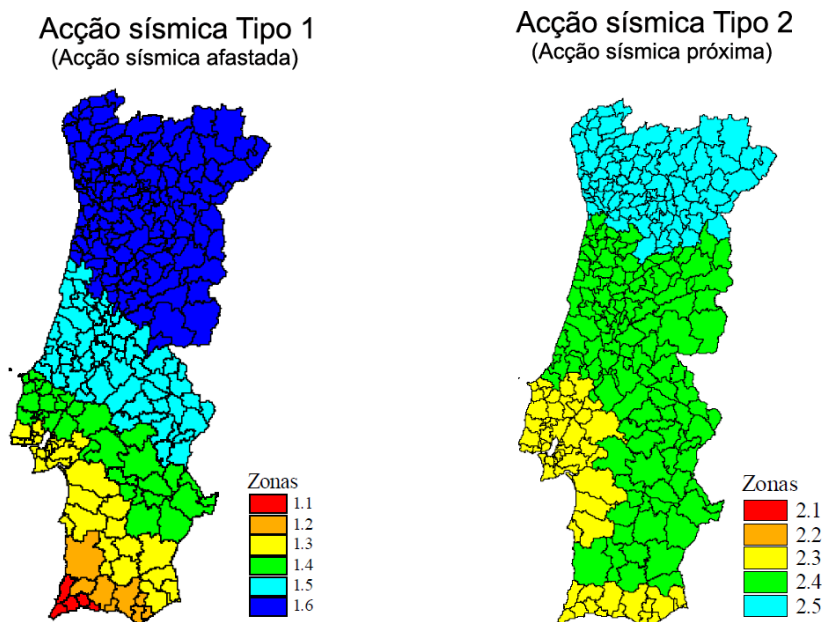 Acção sísmica Tipo 1
(Acção sísmica afastada)
Zonas
1.1
1.2
1.3
1.4
1.5
1.6
Acção sísmica Tipo 2
(Acção sísmica próxima)
Zonas
2.1
2.2
2.3
2.4
2.5